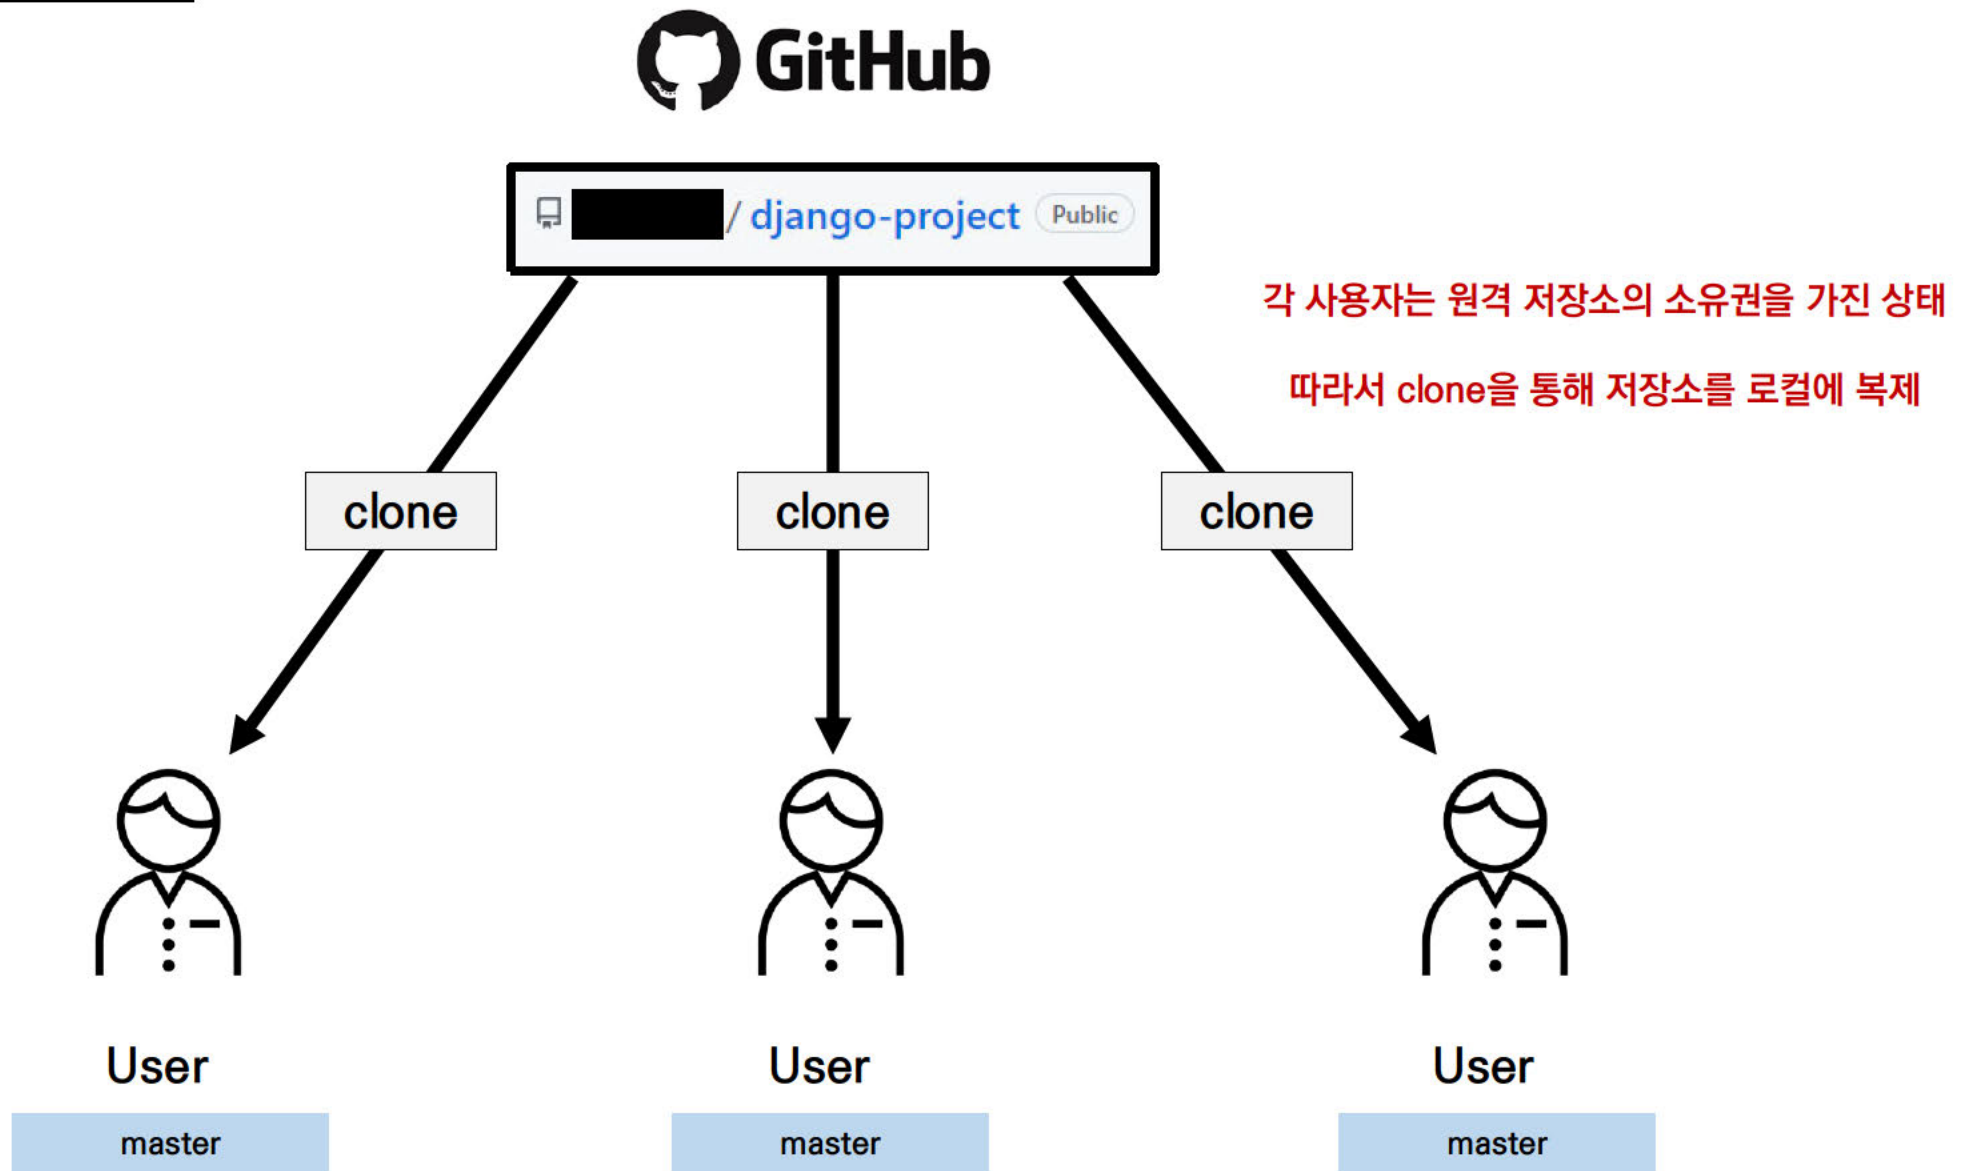 GitHub
/ django-project Public
각 사용자는 원격 저장소의 소유권을 가진 상태
따라서 clone을 통해 저장소를 로컬에 복제
clone clone clone
User User User
master master master